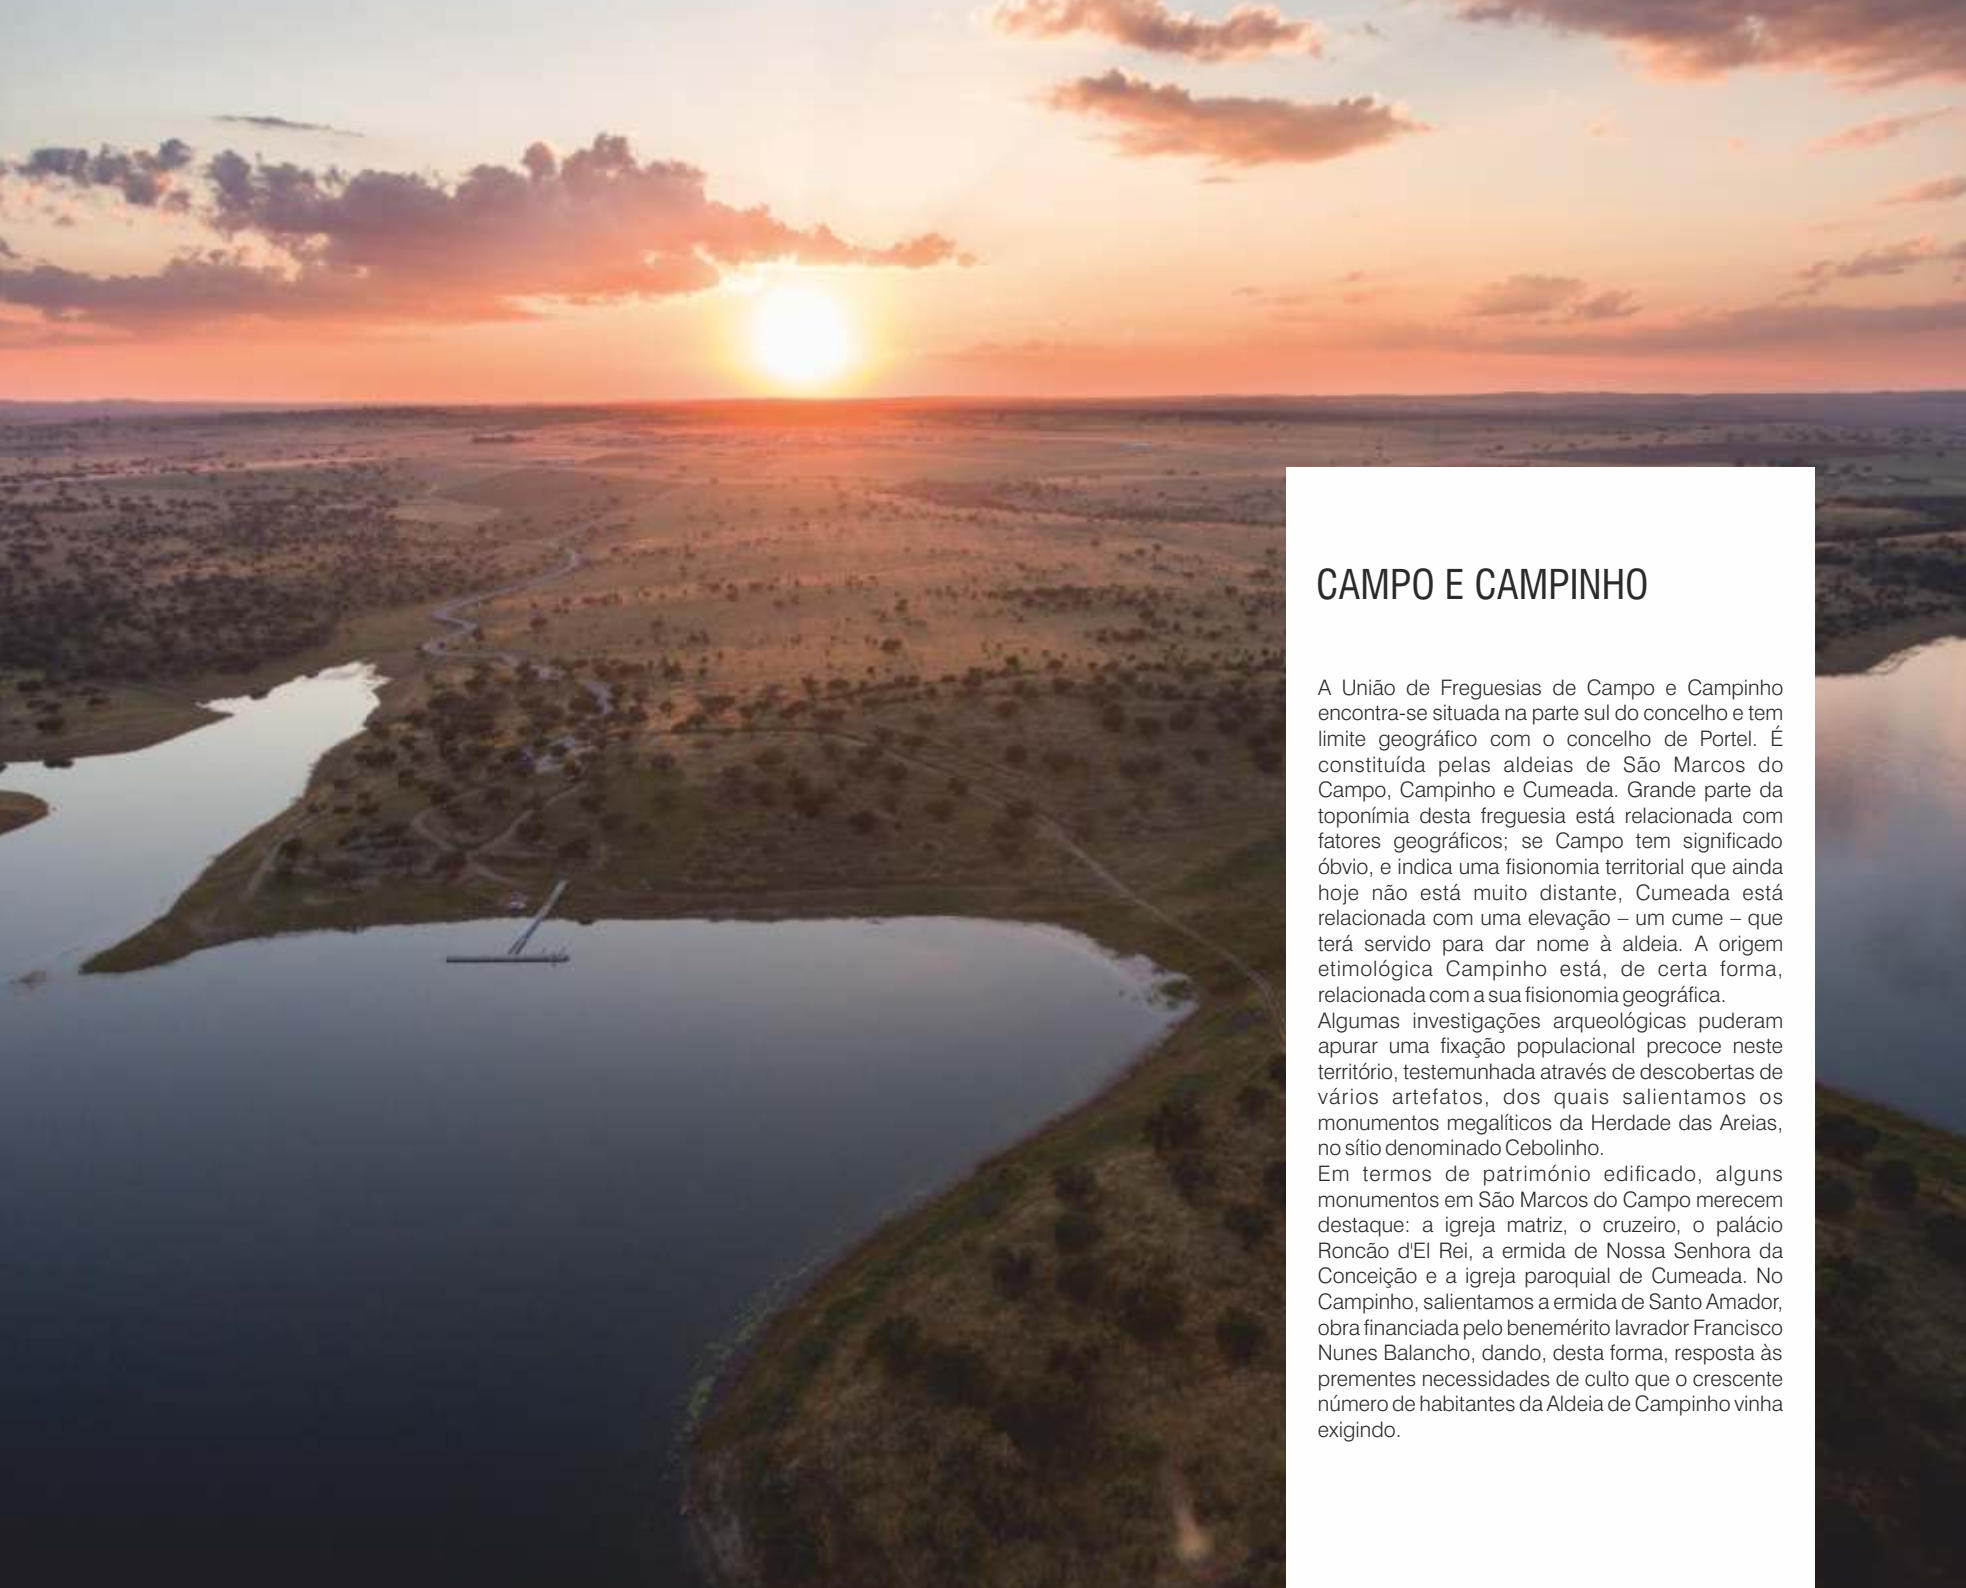 CAMPO E CAMPINHO
A União de Freguesias de Campo e Campinho
encontra-se situada na parte sul do concelho e tem
limite geográfico com o concelho de Portel. É
constituída pelas aldeias de São Marcos do
Campo, Campinho e Cumeada. Grande parte da
toponímia desta freguesia está relacionada com
fatores geográficos; se Campo tem significado
óbvio, e indica uma fisionomia territorial que ainda
hoje não está muito distante, Cumeada está
relacionada com uma elevação – um cume – que
terá servido para dar nome à aldeia. A origem
etimológica Campinho está, de certa forma,
relacionada com a sua fisionomia geográfica.
Algumas investigações arqueológicas puderam
apurar uma fixação populacional precoce neste
território, testemunhada através de descobertas de
vários artefatos, dos quais salientamos os
monumentos megalíticos da Herdade das Areias,
no sítio denominado Cebolinho.
Em termos de património edificado, alguns
monumentos em São Marcos do Campo merecem
destaque: a igreja matriz, o cruzeiro, o palácio
Roncão d'El Rei, a ermida de Nossa Senhora da
Conceição e a igreja paroquial de Cumeada. No
Campinho, salientamos a ermida de Santo Amador,
obra financiada pelo benemérito lavrador Francisco
Nunes Balancho, dando, desta forma, resposta às
prementes necessidades de culto que o crescente
número de habitantes da Aldeia de Campinho vinha
exigindo.